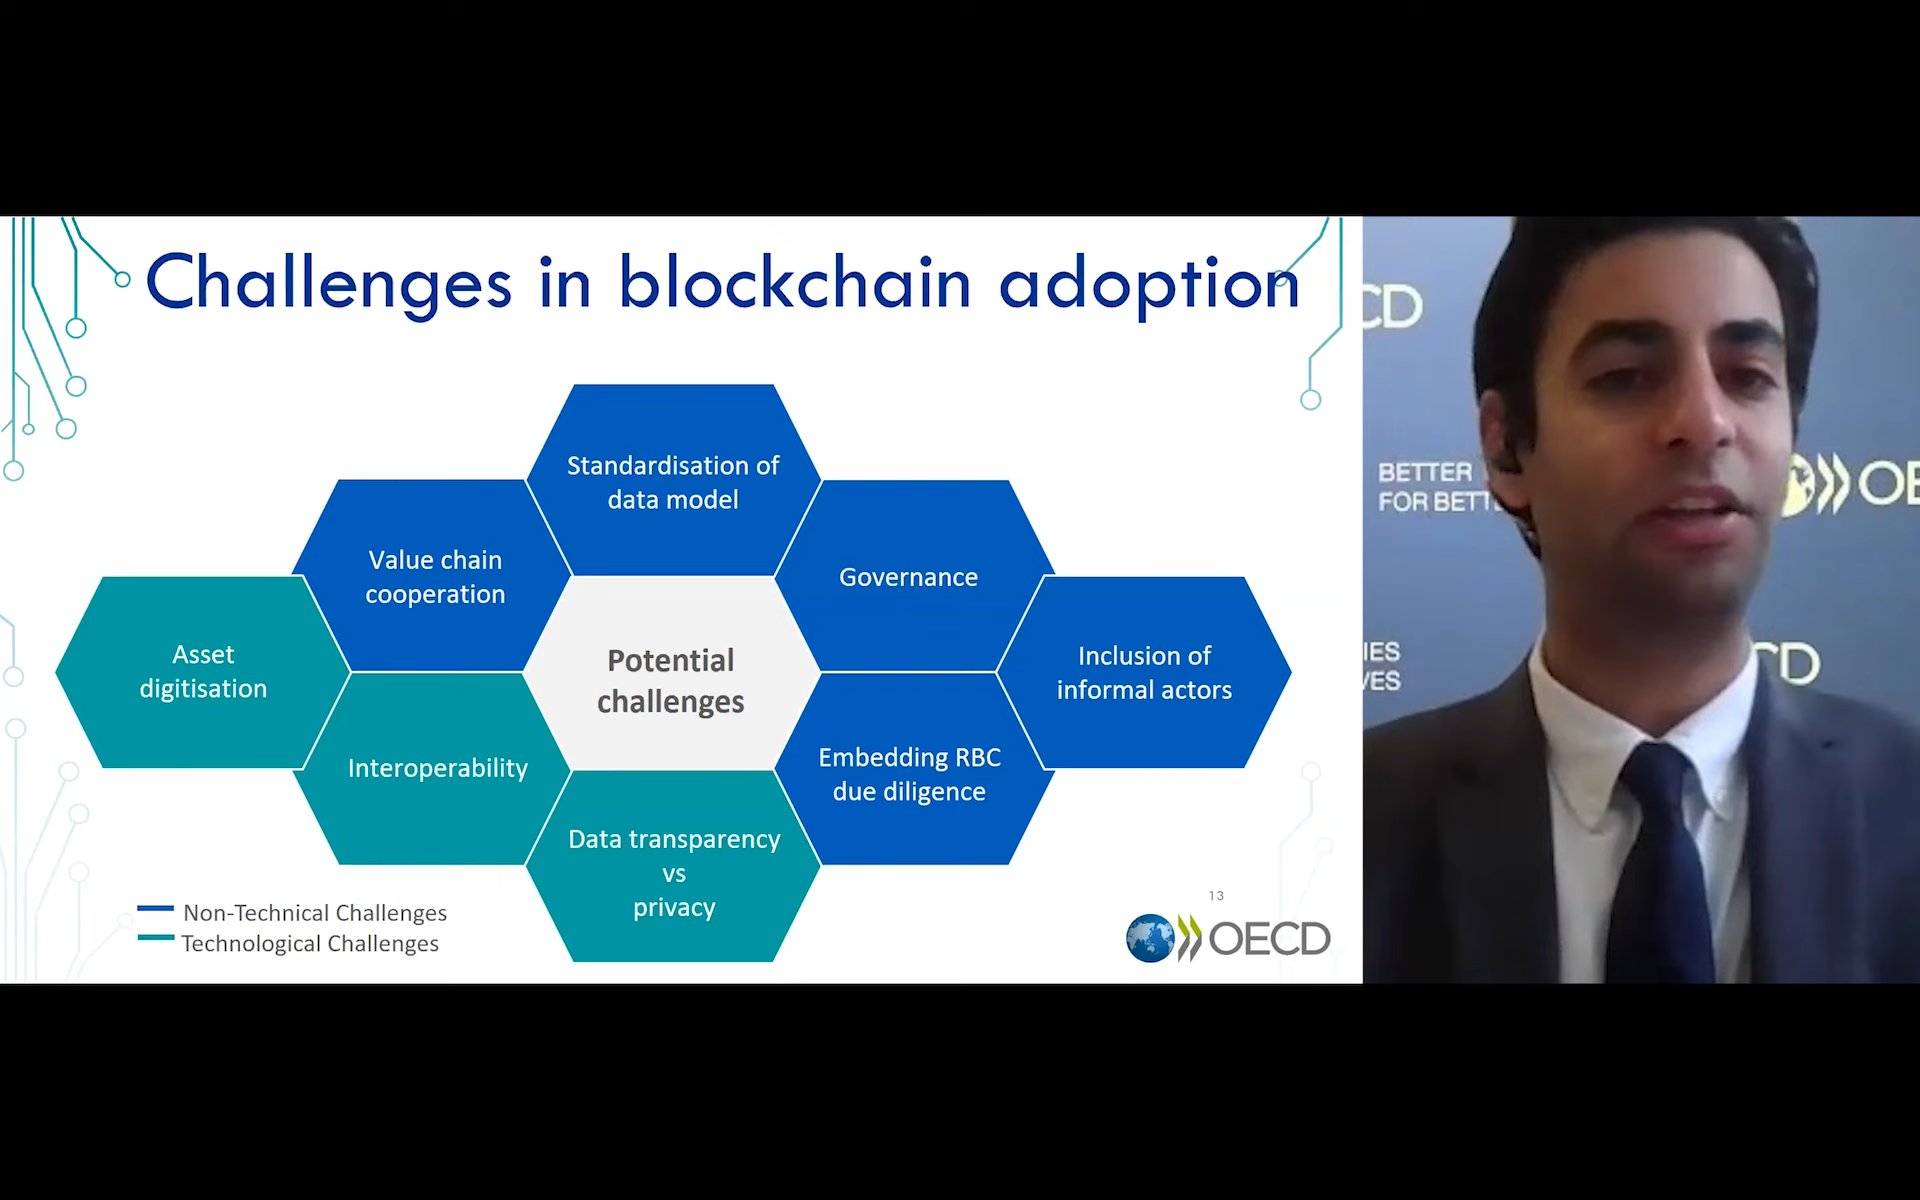 Challenges in blockchain adoption
Standardisation of
data model
Value chain
cooperation
Governance
Asset
digitisation
Potential
challenges
Inclusion of
informal actors
Interoperability
Embedding RBC
due diligence
Data transparency
vs
privacy
Non-Technical Challenges
Technological Challenges
13
OECD
CD
BETTER
FOR BETT
OE
IES
VES
CD